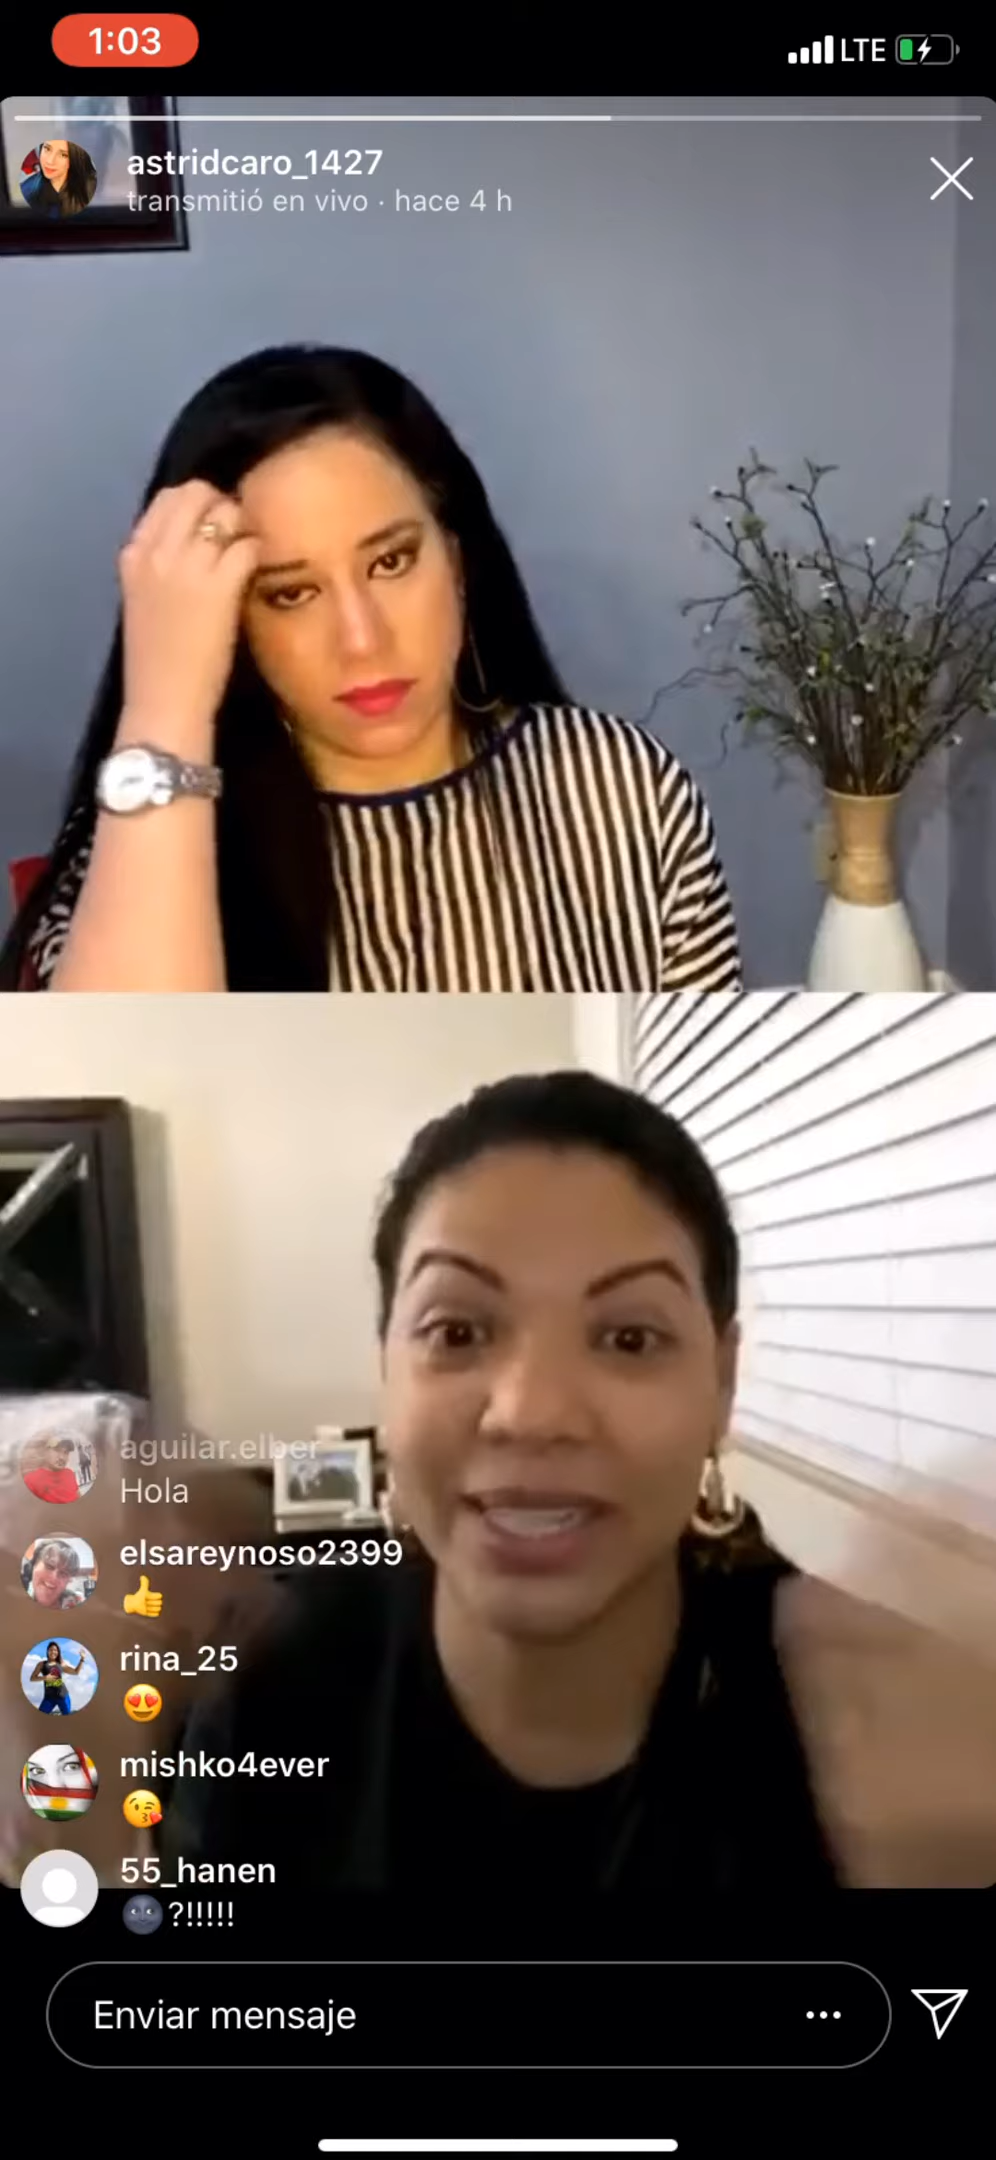 1:03
LTE
astridcaro_1427
transmitió en vivo · hace 4 h
aguilar.elber
Hola
elsareynoso2399
👍
rina_25
😍
mishko4ever
😘
55_hanen
🌚?!!!!!
Enviar mensaje